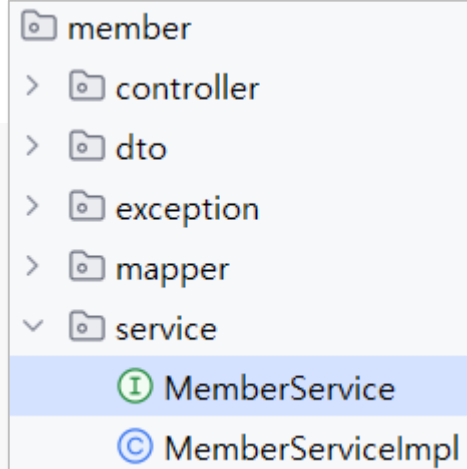 member
controller
dto
exception
mapper
service
I MemberService
C MemberServiceImpl